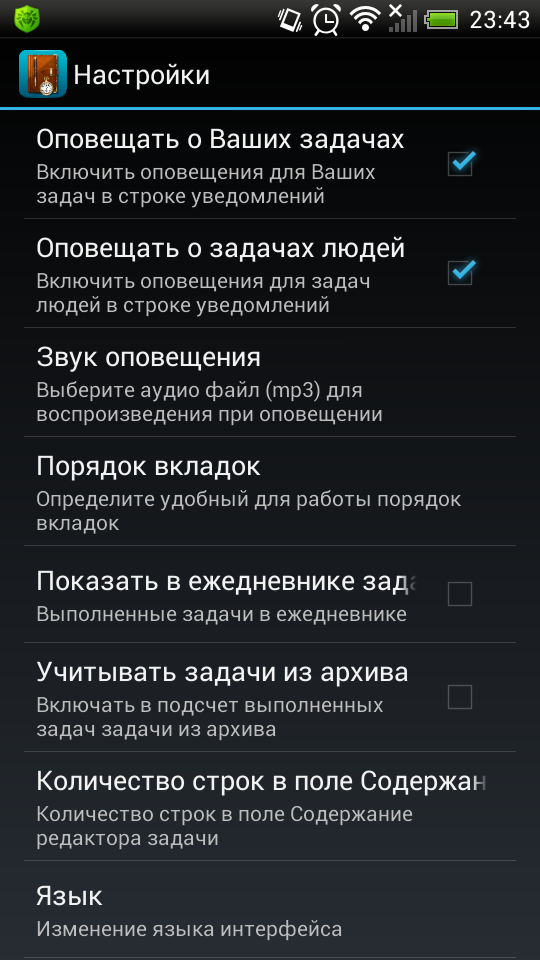 23:43
Настройки
Оповещать о Ваших задачах
Включить оповещения для Ваших
задач в строке уведомлений
Оповещать о задачах людей
Включить оповещения для задач
людей в строке уведомлений
Звук оповещения
Выберите аудио файл (mp3) для
воспроизведения при оповещении
Порядок вкладок
Определите удобный для работы порядок
вкладок
Показать в ежедневнике зада
Выполненные задачи в ежедневнике
Учитывать задачи из архива
Включать в подсчет выполненных
задач задачи из архива
Количество строк в поле Содержан
Количество строк в поле Содержание
редактора задачи
Язык
Изменение языка интерфейса